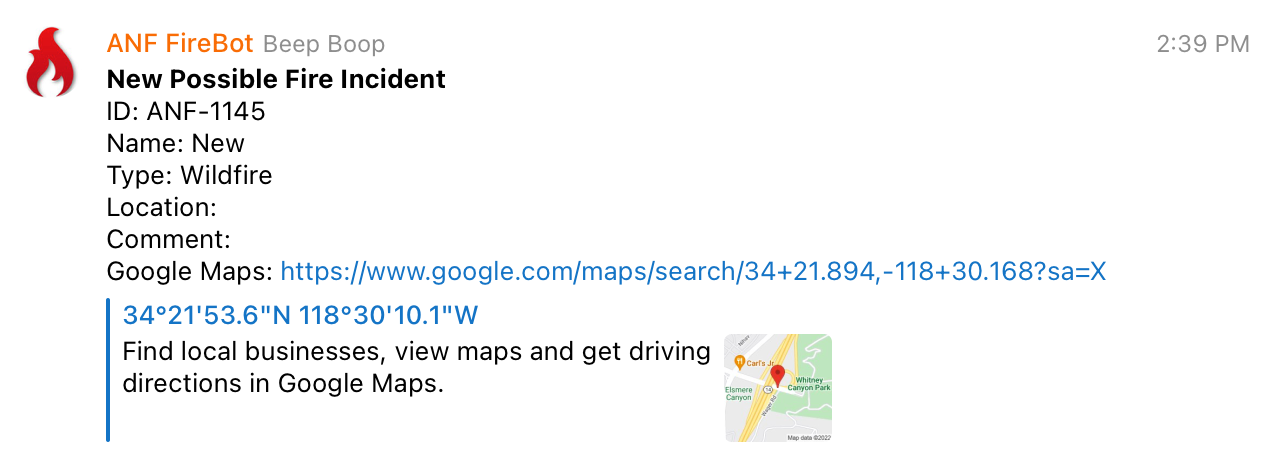 ANF FireBot Beep Boop 2:39 PM
New Possible Fire Incident
ID: ANF-1145
Name: New
Type: Wildfire
Location:
Comment:
Google Maps: https://www.google.com/maps/search/34+21.894,-118+30.168?sa=X
34°21'53.6"N 118°30'10.1"W
Find local businesses, view maps and get driving
directions in Google Maps.
Carl's Jr
Whitney
Canyon Park
Elsmere
Canyon
14
Map data ©2022